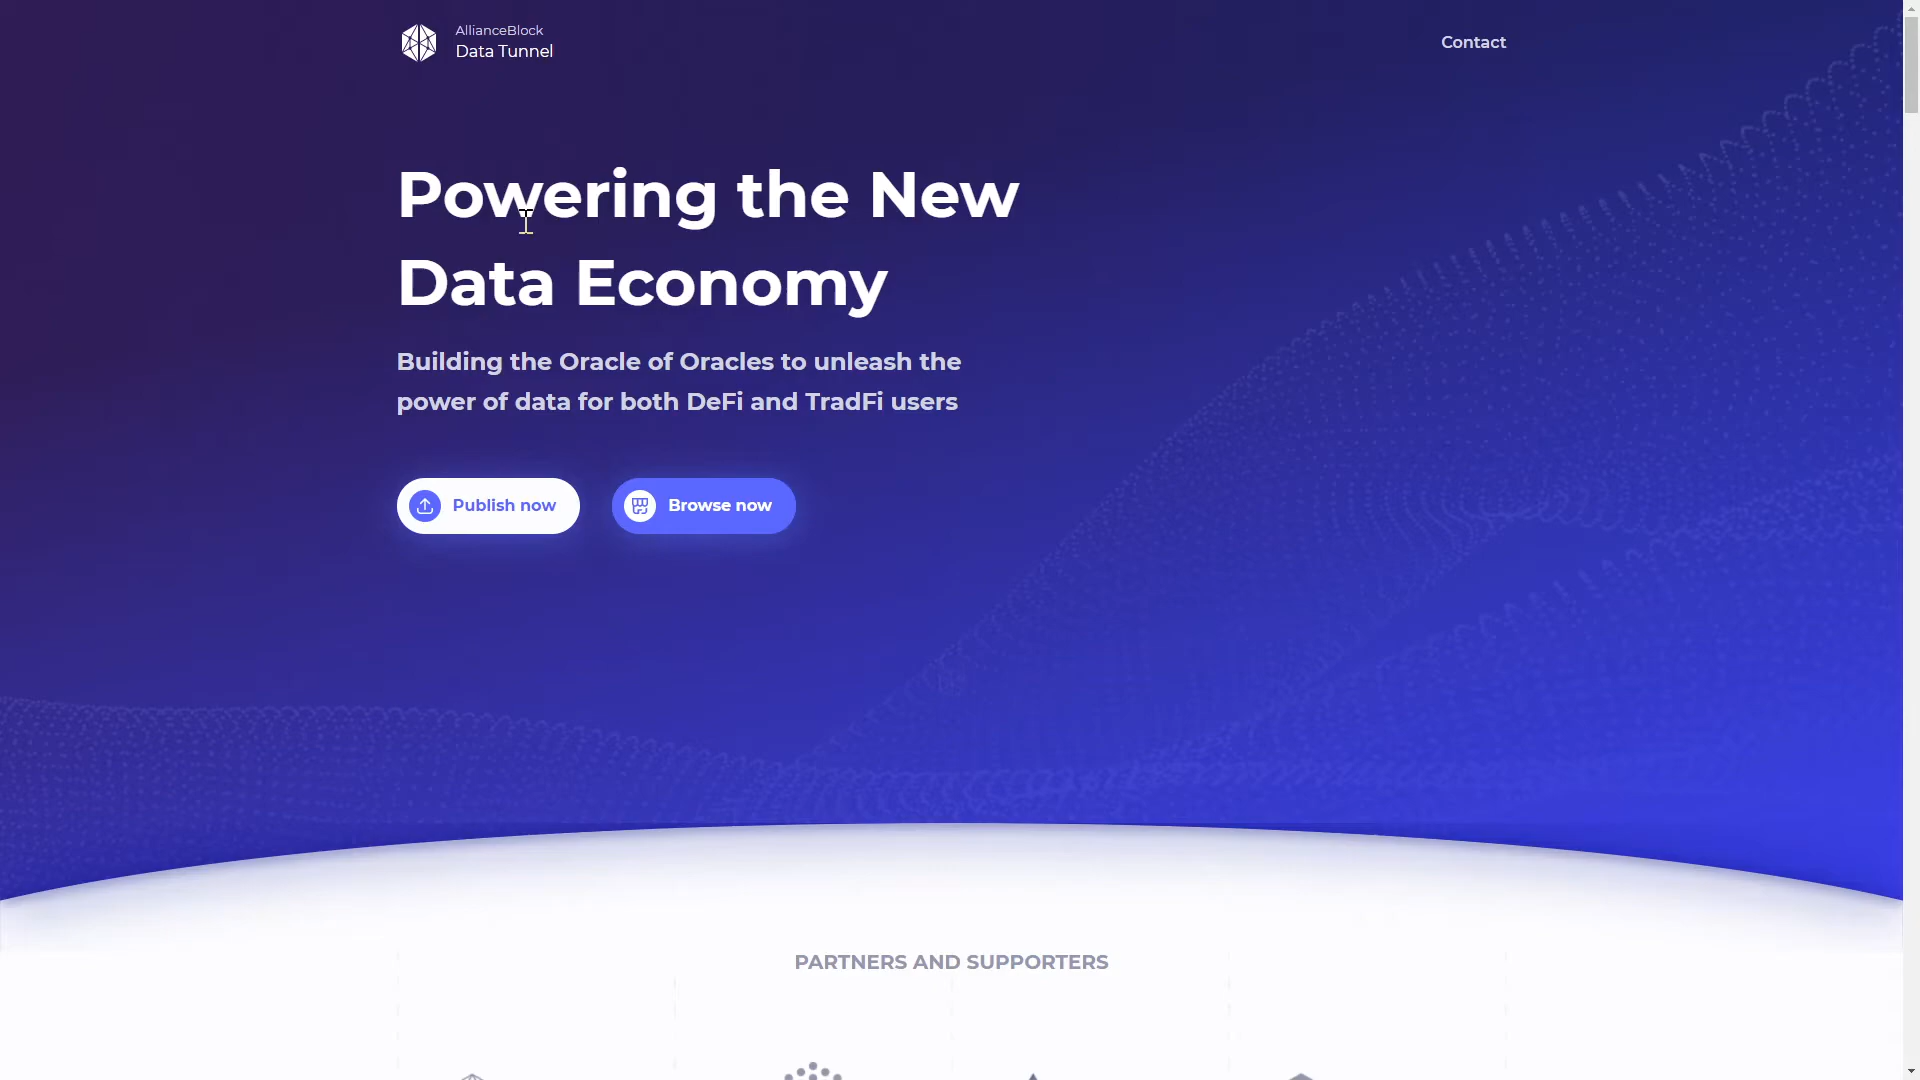 AllianceBlock
Data Tunnel
Contact
Powering the New
Data Economy
Building the Oracle of Oracles to unleash the
power of data for both DeFi and TradFi users
Publish now
Browse now
PARTNERS AND SUPPORTERS